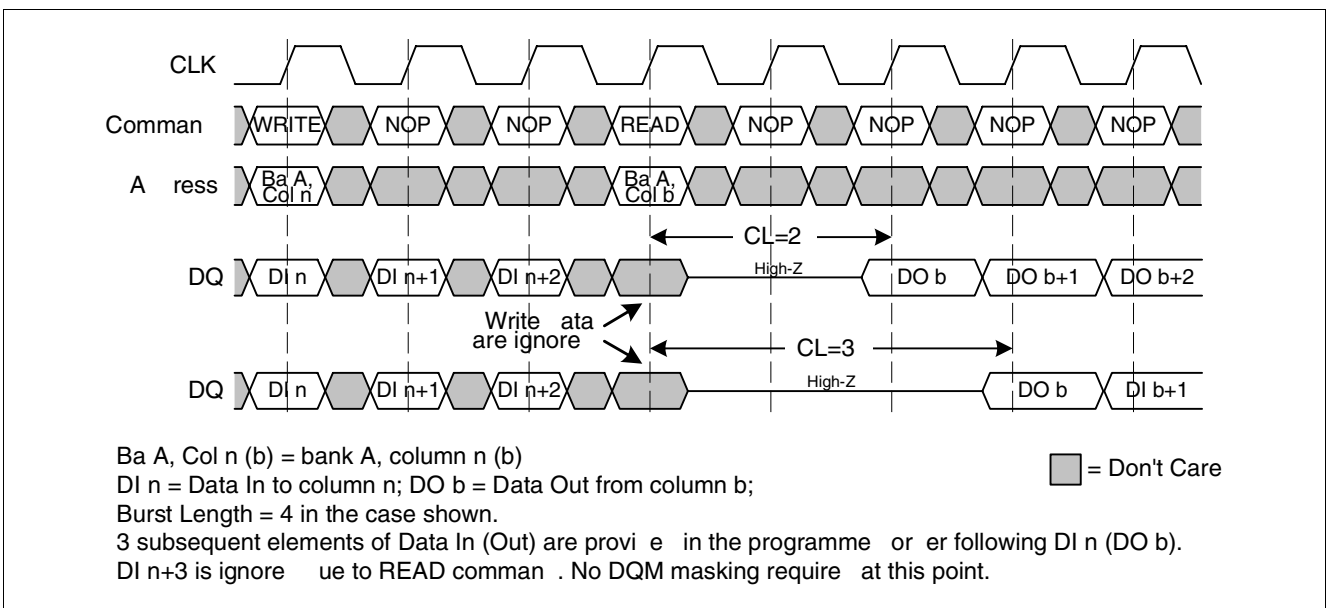 CLK
Comman
WRITE NOP NOP READ NOP NOP NOP NOP
A ress
Ba A,
Col n
Ba A,
Col b
CL=2
DQ
DI n DI n+1 DI n+2 High-Z DO b DO b+1 DO b+2
Write ata
are ignore
CL=3
DQ
DI n DI n+1 DI n+2 High-Z DO b DI b+1
Ba A, Col n (b) = bank A, column n (b)
DI n = Data In to column n; DO b = Data Out from column b;
Burst Length = 4 in the case shown.
3 subsequent elements of Data In (Out) are provi e in the programme or er following DI n (DO b).
DI n+3 is ignore ue to READ comman . No DQM masking require at this point.
= Don't Care